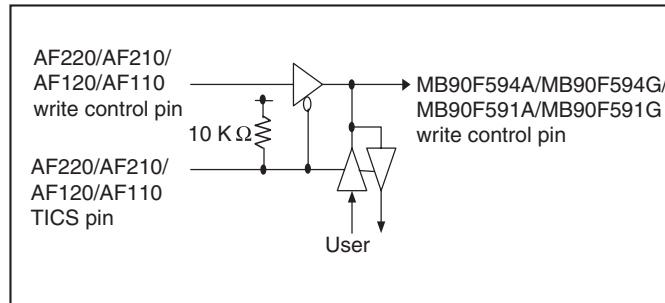 AF220/AF210/
AF120/AF110
write control pin
MB90F594A/MB90F594G/
MB90F591A/MB90F591G
write control pin
10 KΩ
AF220/AF210/
AF120/AF110
TICS pin
User